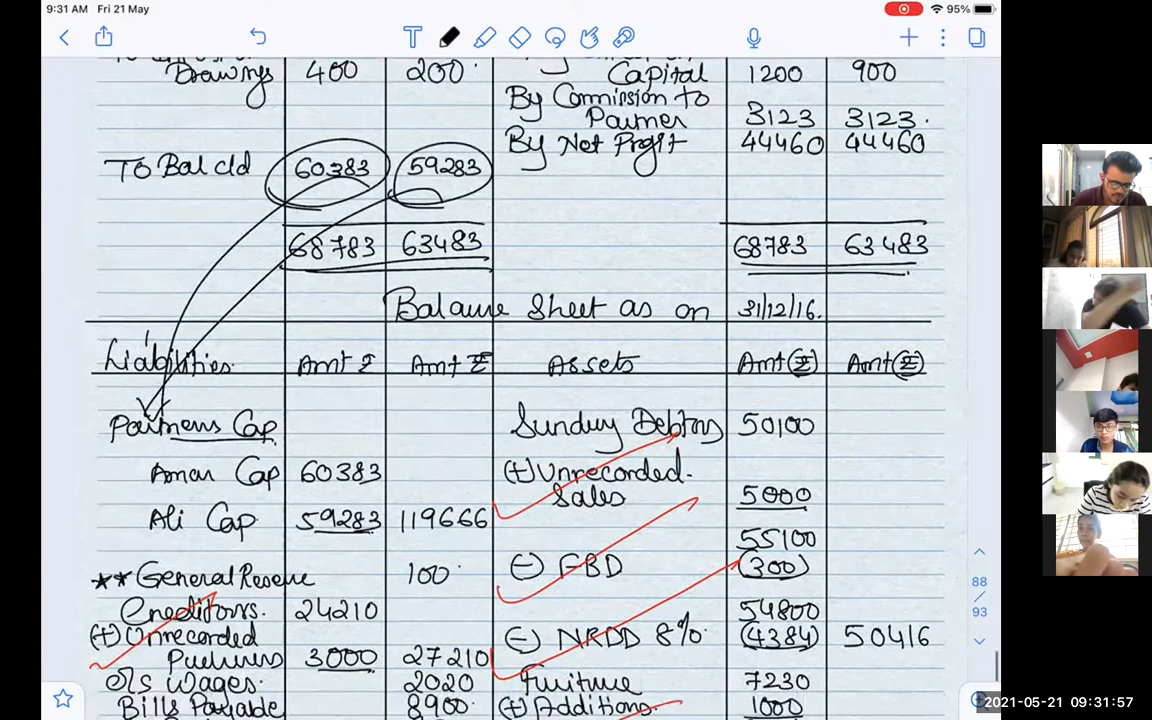 9:31 AM Fri 21 May
95%
Drawings 400 200 Capital 1200 900
By Commission to
Partner 3123 3123.
By Net Profit 44460 44460
To Bal c/d 60383 59283
68783 63483 68783 63483
Balance Sheet as on 31/12/16.
Liabilities. Amt ₹ Amt ₹ Assets Amt(₹) Amt(₹)
Partners Cap Sundry Debtors 50100
Amar Cap 60383 (+) Unrecorded.
Sales 5000
Ali Cap 59283 119666
55100
** General Reserve 100 (-) FBD (300)
Creditors. 24210 54800
(+) Unrecorded (-) NRDD 8% (4384) 50416
Purchases 3000 27210
O/s Wages. 2020 Furiture 7230
Bills Payable 8900 (+) Additions. 1000
88
/
93
2021-05-21 09:31:57